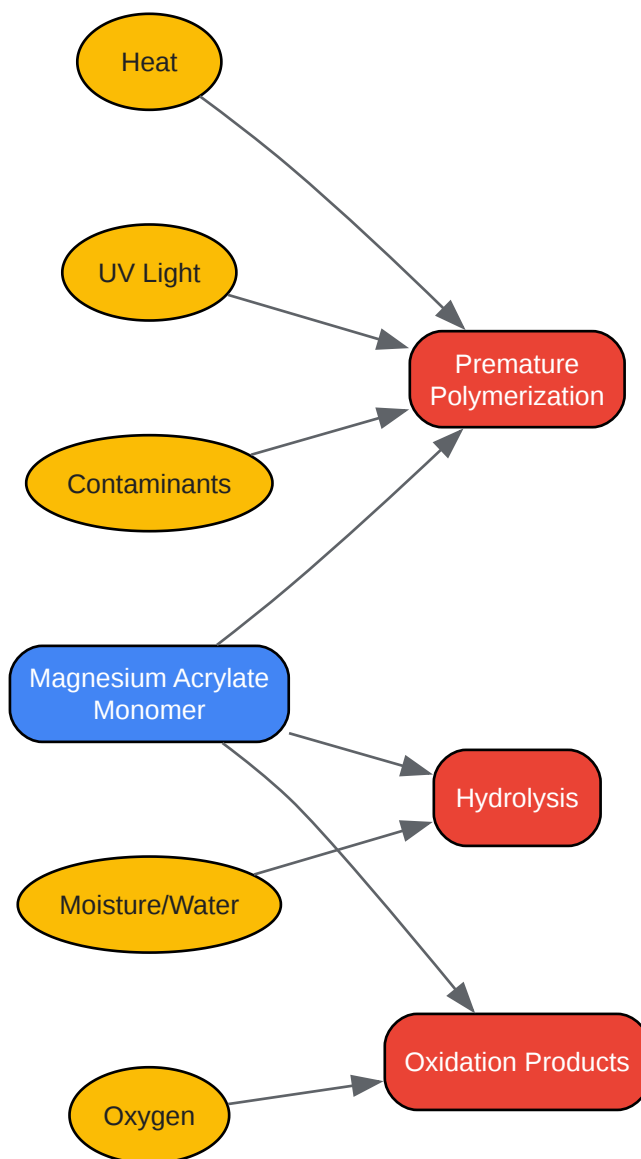 Heat
UV Light
Premature
Polymerization
Contaminants
Magnesium Acrylate
Monomer
Hydrolysis
Moisture/Water
Oxidation Products
Oxygen